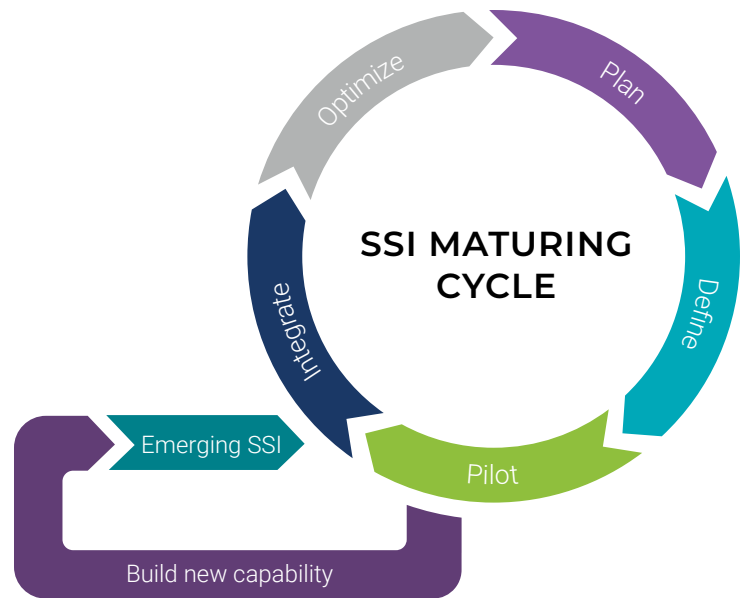 Optimize
Plan
SSI MATURING
CYCLE
Define
Integrate
Emerging SSI
Pilot
Build new capability